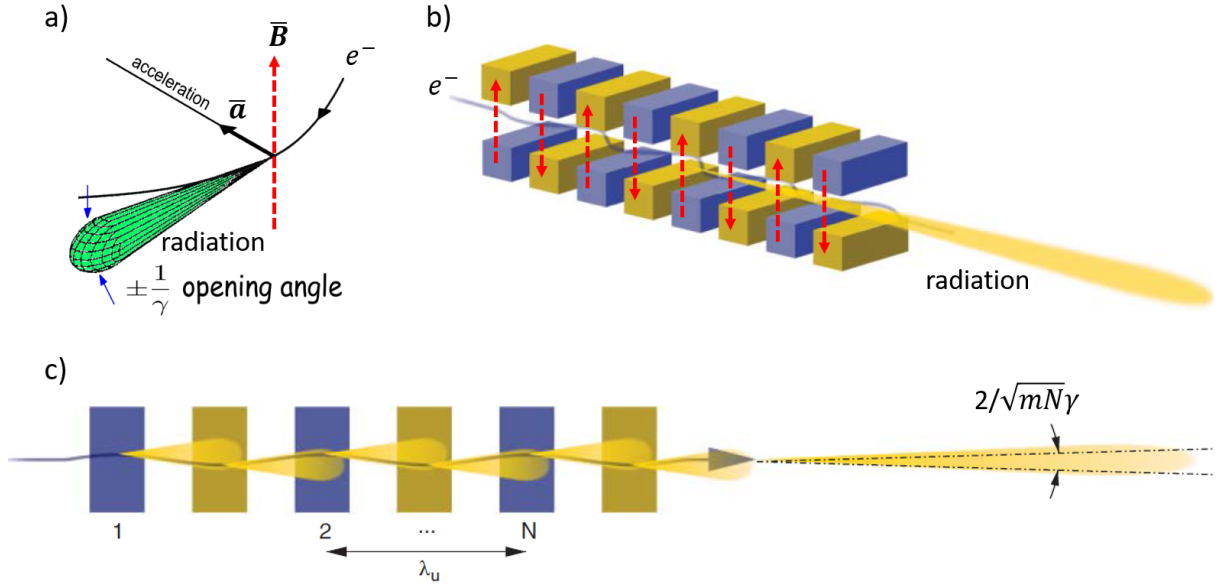 a)
B̅
e⁻
acceleration
a̅
radiation
± 1/γ opening angle
b)
e⁻
radiation
c)
2/√mNγ
1 2 ... N
λu